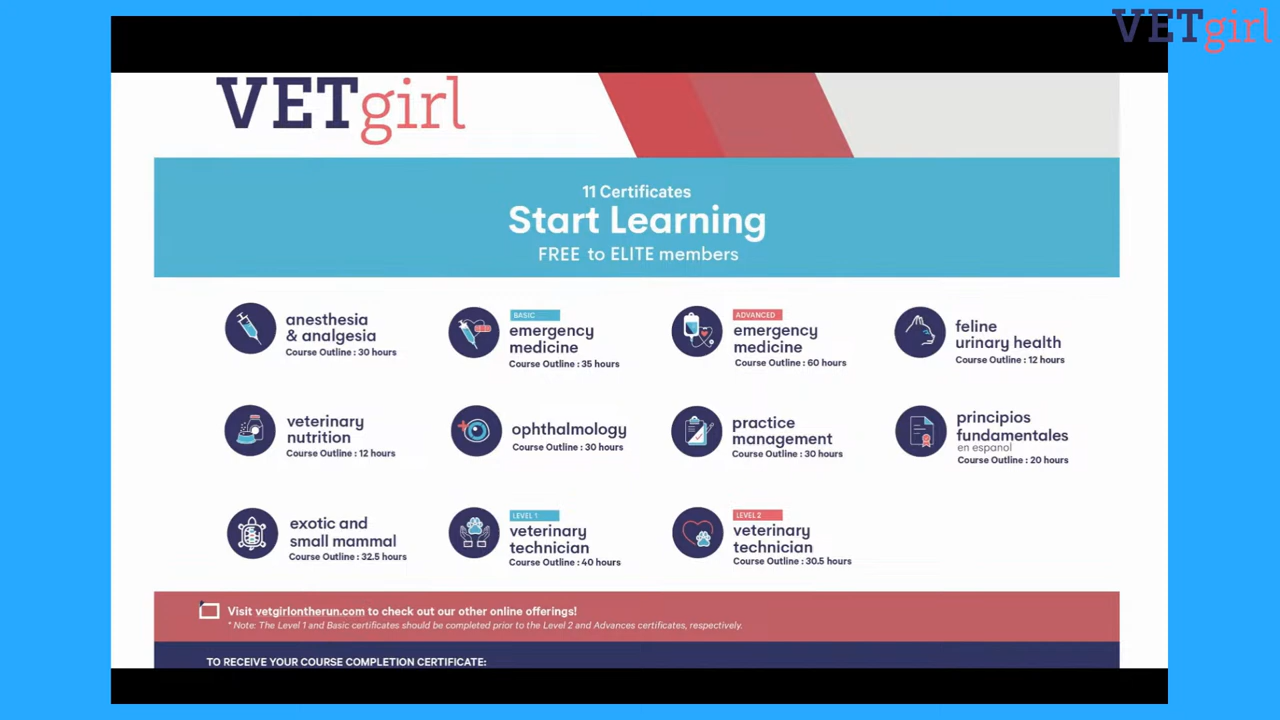 VETgirl
VETgirl
11 Certificates
Start Learning
FREE to ELITE members
anesthesia
& analgesia
Course Outline : 30 hours
BASIC
emergency
medicine
Course Outline : 35 hours
ADVANCED
emergency
medicine
Course Outline : 60 hours
feline
urinary health
Course Outline : 12 hours
veterinary
nutrition
Course Outline : 12 hours
ophthalmology
Course Outline : 30 hours
practice
management
Course Outline : 30 hours
principios
fundamentales
en espanol
Course Outline : 20 hours
exotic and
small mammal
Course Outline : 32.5 hours
LEVEL 1
veterinary
technician
Course Outline : 40 hours
LEVEL 2
veterinary
technician
Course Outline : 30.5 hours
Visit vetgirlontherun.com to check out our other online offerings!
* Note: The Level 1 and Basic certificates should be completed prior to the Level 2 and Advances certificates, respectively.
TO RECEIVE YOUR COURSE COMPLETION CERTIFICATE: